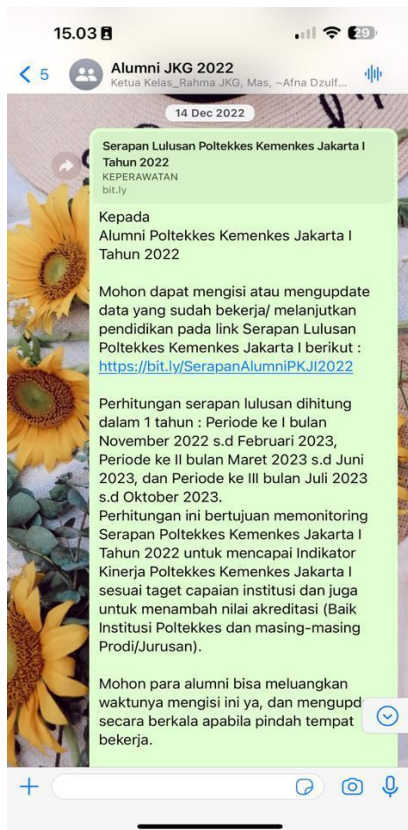 15.03
29
5
Alumni JKG 2022
Ketua Kelas_Rahma JKG, Mas, ~Afna Dzulf...
14 Dec 2022
Serapan Lulusan Poltekkes Kemenkes Jakarta I
Tahun 2022
KEPERAWATAN
bit.ly
Kepada
Alumni Poltekkes Kemenkes Jakarta I
Tahun 2022
Mohon dapat mengisi atau mengupdate
data yang sudah bekerja/ melanjutkan
pendidikan pada link Serapan Lulusan
Poltekkes Kemenkes Jakarta I berikut :
https://bit.ly/SerapanAlumniPKJI2022
Perhitungan serapan lulusan dihitung
dalam 1 tahun : Periode ke I bulan
November 2022 s.d Februari 2023,
Periode ke II bulan Maret 2023 s.d Juni
2023, dan Periode ke III bulan Juli 2023
s.d Oktober 2023.
Perhitungan ini bertujuan memonitoring
Serapan Poltekkes Kemenkes Jakarta I
Tahun 2022 untuk mencapai Indikator
Kinerja Poltekkes Kemenkes Jakarta I
sesuai taget capaian institusi dan juga
untuk menambah nilai akreditasi (Baik
Institusi Poltekkes dan masing-masing
Prodi/Jurusan).
Mohon para alumni bisa meluangkan
waktunya mengisi ini ya, dan mengupd
secara berkala apabila pindah tempat
bekerja.